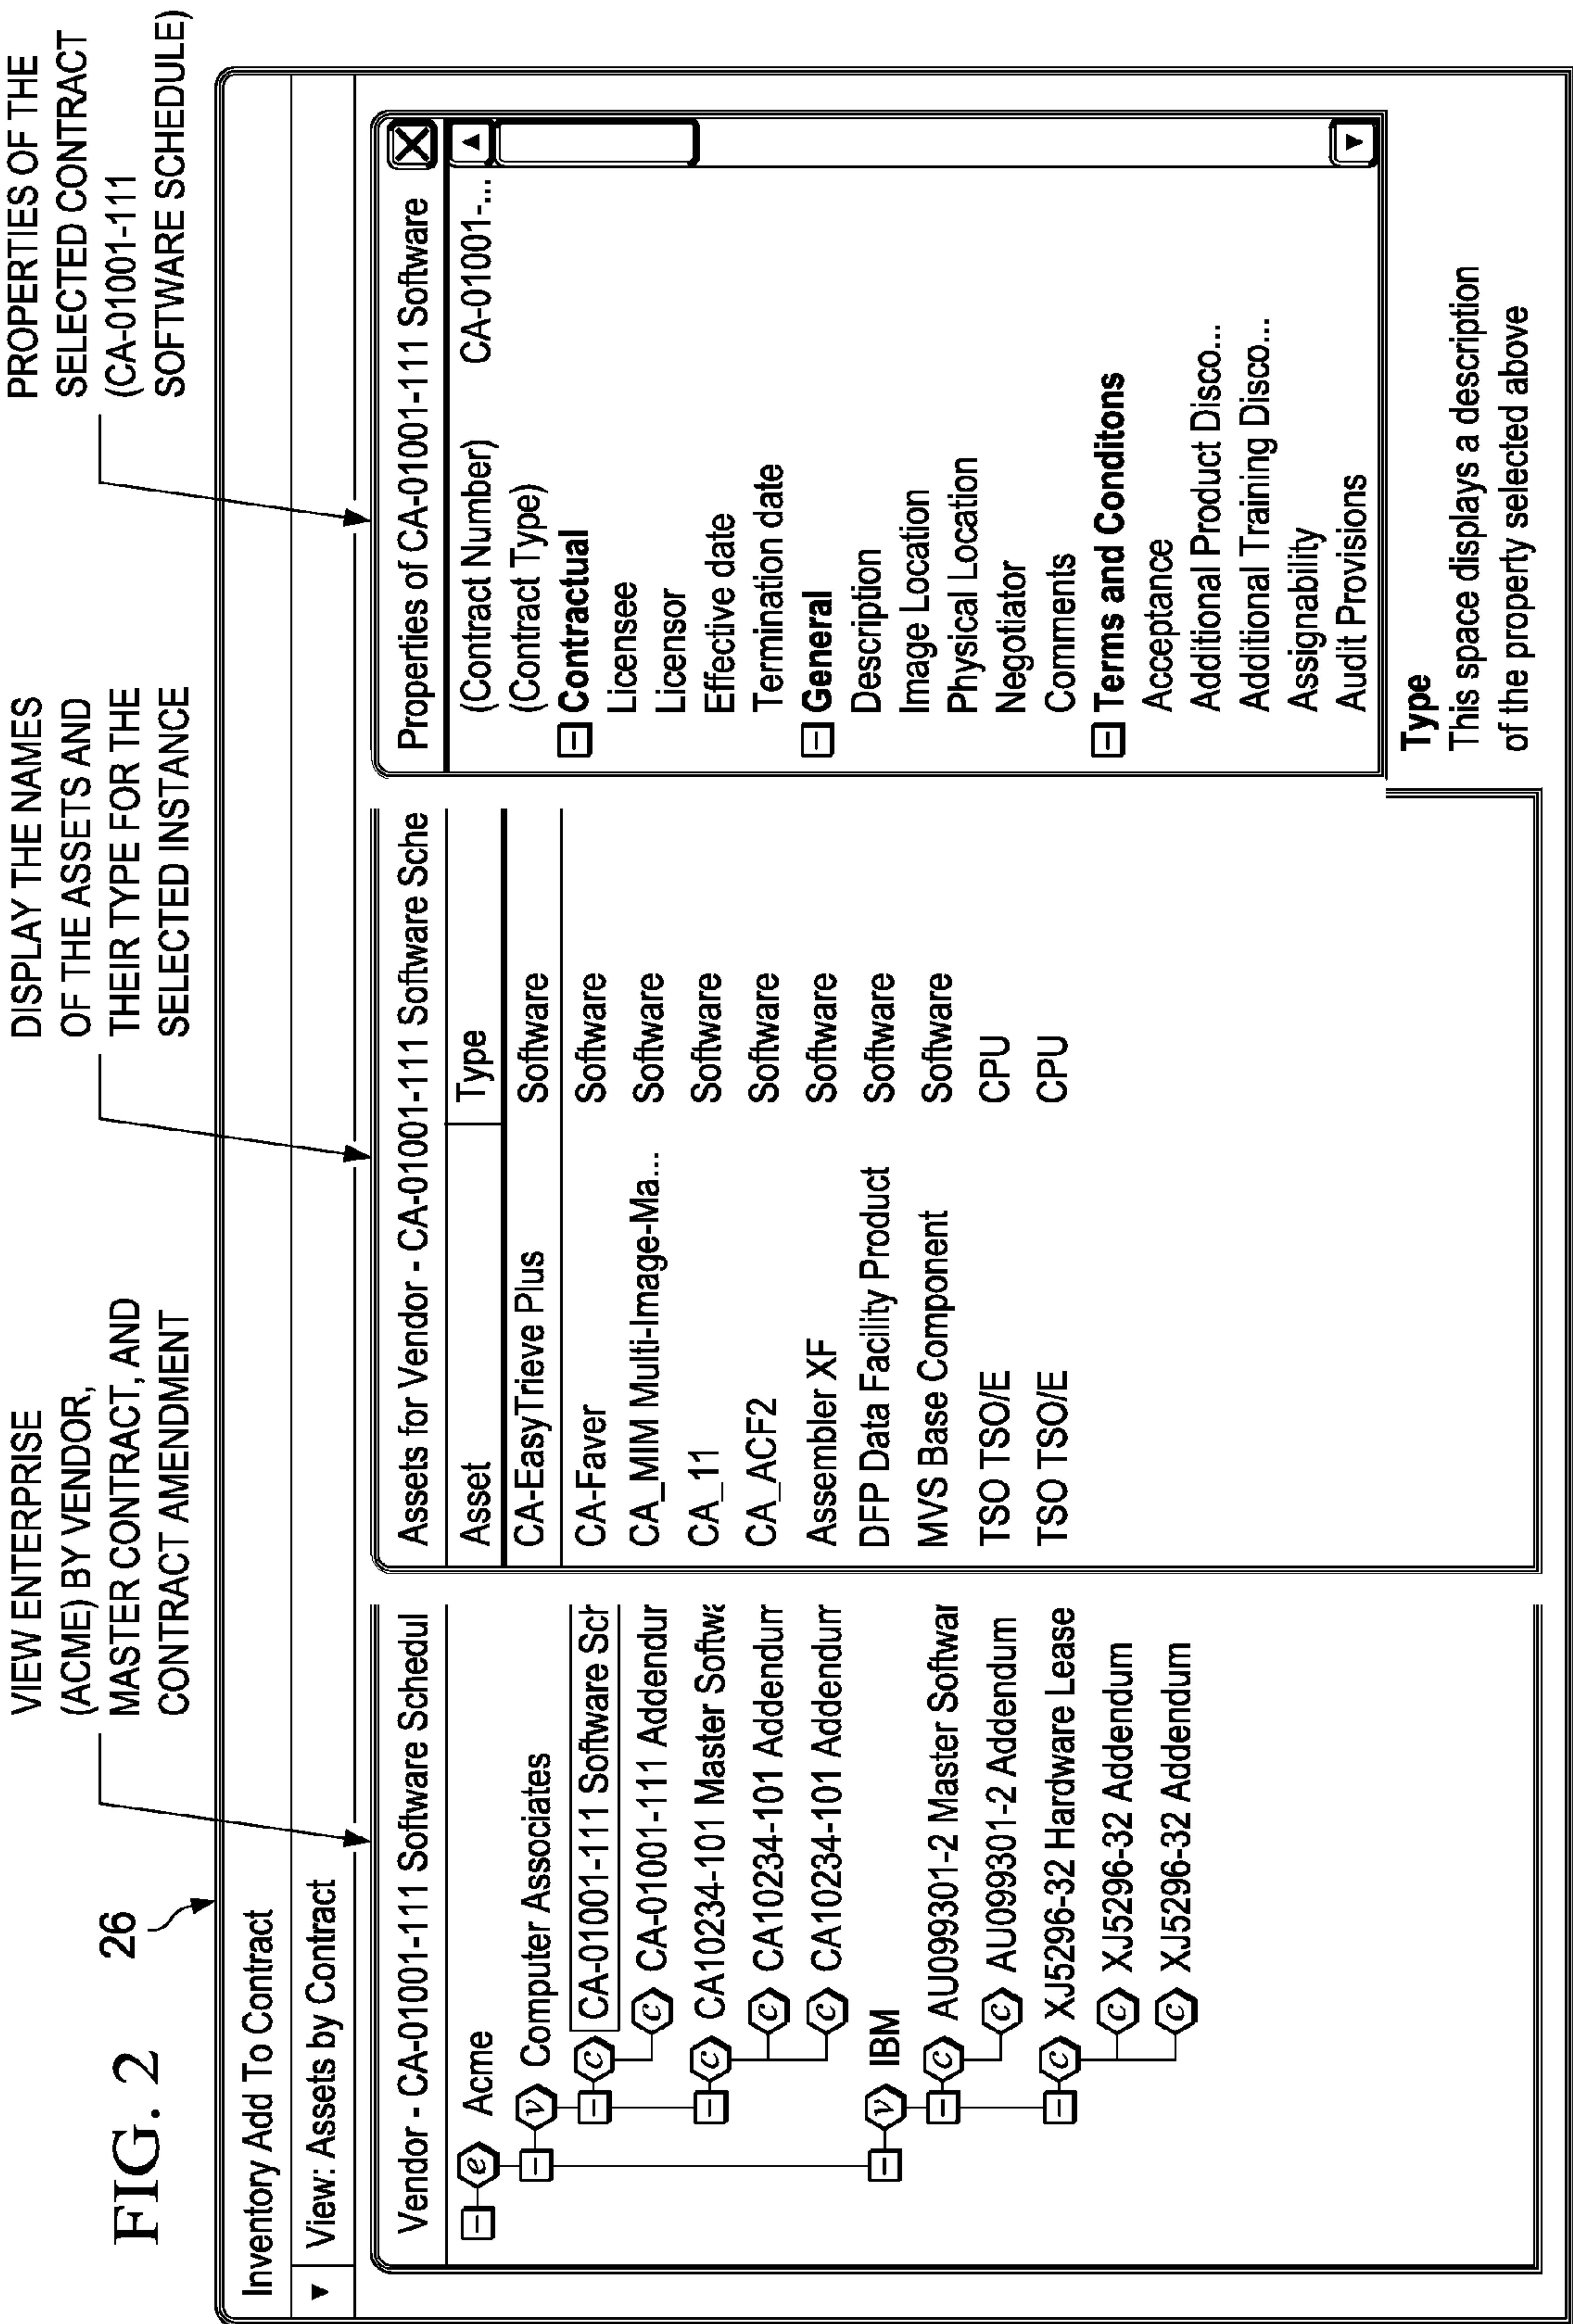 FIG. 2
26
VIEW ENTERPRISE
(ACME) BY VENDOR,
MASTER CONTRACT, AND
CONTRACT AMENDMENT
DISPLAY THE NAMES
OF THE ASSETS AND
THEIR TYPE FOR THE
SELECTED INSTANCE
PROPERTIES OF THE
SELECTED CONTRACT
(CA-01001-111
SOFTWARE SCHEDULE)
Inventory Add To Contract
View: Assets by Contract
Vendor - CA-01001-111 Software Schedul
e Acme
v Computer Associates
c CA-01001-111 Software Sch
c CA-01001-111 Addendum
c CA10234-101 Master Softwa
c CA10234-101 Addendum
c CA10234-101 Addendum
v IBM
c AU099301-2 Master Softwar
c AU099301-2 Addendum
c XJ5296-32 Hardware Lease
c XJ5296-32 Addendum
c XJ5296-32 Addendum
Assets for Vendor - CA-01001-111 Software Sche
Asset Type
CA-EasyTrieve Plus Software
CA-Faver Software
CA_MIM Multi-Image-Ma... Software
CA_11 Software
CA_ACF2 Software
Assembler XF Software
DFP Data Facility Product Software
MVS Base Component Software
TSO TSO/E CPU
TSO TSO/E CPU
Properties of CA-01001-111 Software
(Contract Number) CA-01001-...
(Contract Type)
Contractual
Licensee
Licensor
Effective date
Termination date
General
Description
Image Location
Physical Location
Negotiator
Comments
Terms and Conditons
Acceptance
Additional Product Disco...
Additional Training Disco...
Assignability
Audit Provisions
Type
This space displays a description
of the property selected above